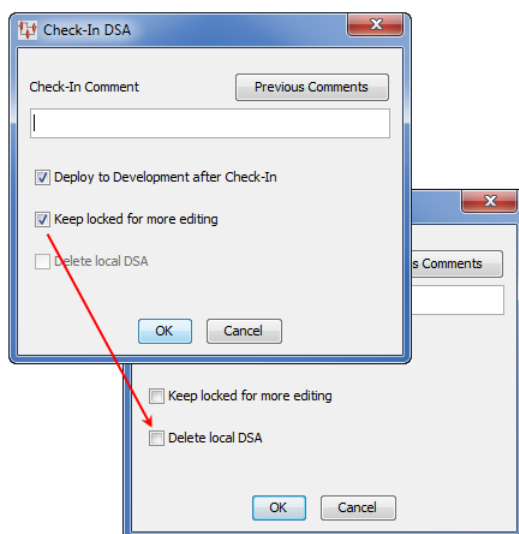 Check-In DSA
Check-In Comment
Previous Comments
Deploy to Development after Check-In
Keep locked for more editing
Delete local DSA
OK
Cancel
s Comments
Keep locked for more editing
Delete local DSA
OK
Cancel